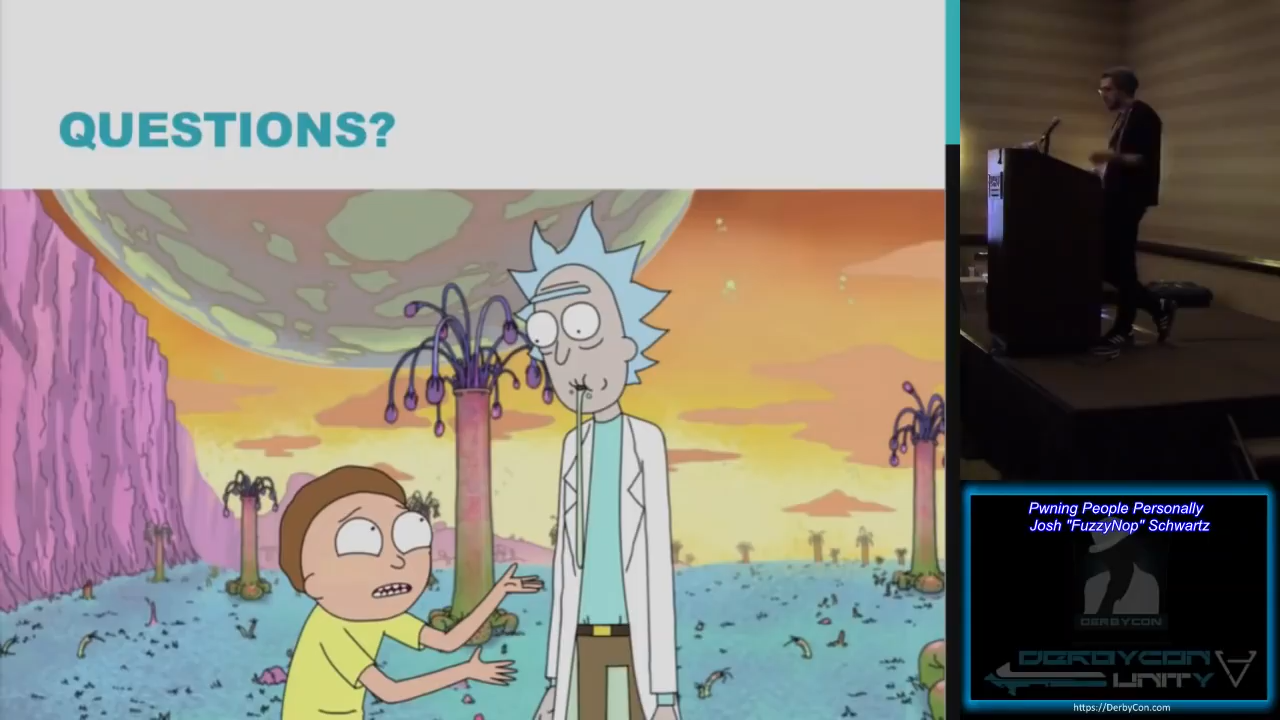 QUESTIONS?
Pwning People Personally
Josh "FuzzyNop" Schwartz
DERBYCON
DERBYCON
UNITY
https://DerbyCon.com